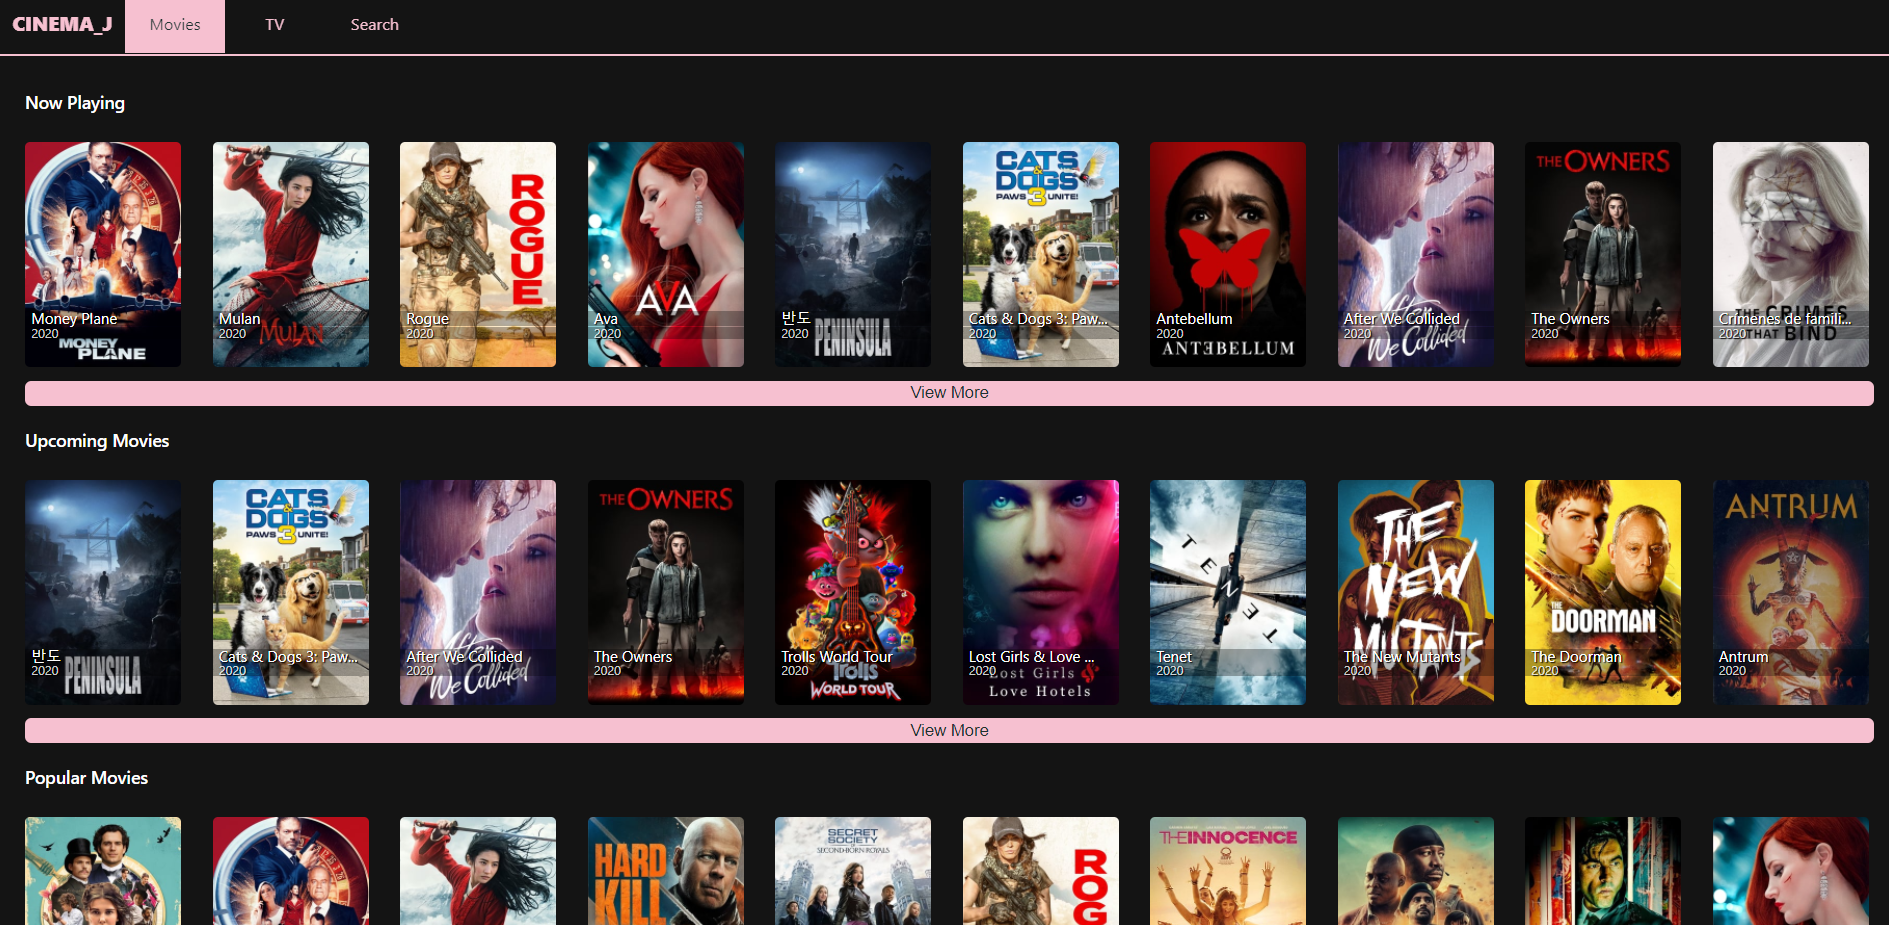 CINEMA_J
Movies
TV
Search
Now Playing
MONEY PLANE
Money Plane
2020
MULAN
Mulan
2020
ROGUE
Rogue
2020
AVA
Ava
2020
PENINSULA
반도
2020
CATS & DOGS 3
PAWS UNITE!
Cats & Dogs 3: Paw...
2020
ANTEBELLUM
Antebellum
2020
After We Collided
After We Collided
2020
THE OWNERS
The Owners
2020
THE CRIMES THAT BIND
Crímenes de famili...
2020
View More
Upcoming Movies
PENINSULA
반도
2020
CATS & DOGS 3
PAWS UNITE!
Cats & Dogs 3: Paw...
2020
After We Collided
After We Collided
2020
THE OWNERS
The Owners
2020
Trolls
WORLD TOUR
Trolls World Tour
2020
Lost Girls &
Love Hotels
Lost Girls & Love ...
2020
TENET
Tenet
2020
THE NEW MUTANTS
The New Mutants
2020
THE DOORMAN
The Doorman
2020
ANTRUM
Antrum
2020
View More
Popular Movies
HARD KILL
SECRET SOCIETY
SECOND-BORN ROYALS
ROG
THE INNOCENCE